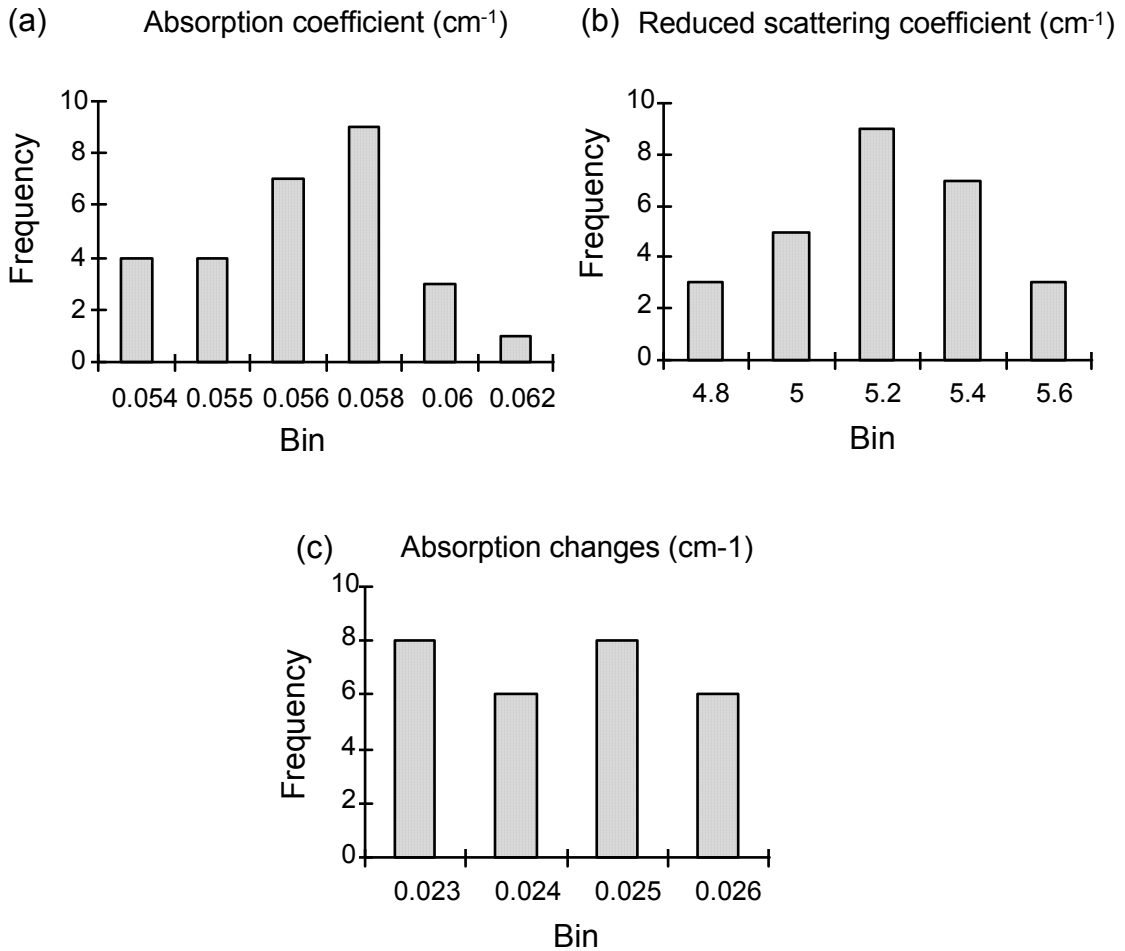 (a) Absorption coefficient (cm-1)
Frequency
10
8
6
4
2
0
0.054 0.055 0.056 0.058 0.06 0.062
Bin
(b) Reduced scattering coefficient (cm-1)
Frequency
10
8
6
4
2
0
4.8 5 5.2 5.4 5.6
Bin
(c) Absorption changes (cm-1)
Frequency
10
8
6
4
2
0
0.023 0.024 0.025 0.026
Bin